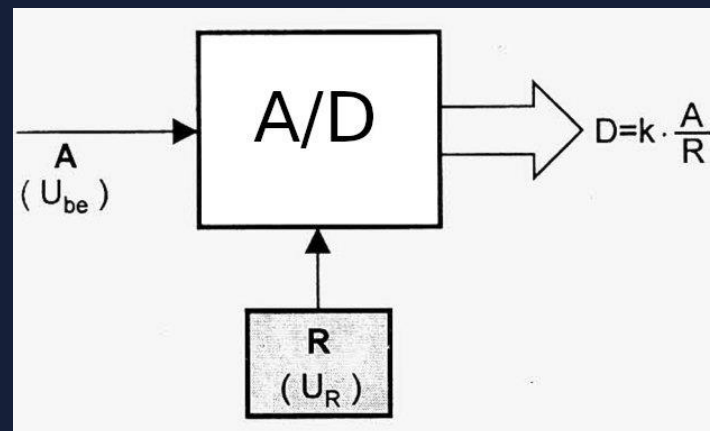 A/D
A
(U_be)
D=k · A/R
R
(U_R)